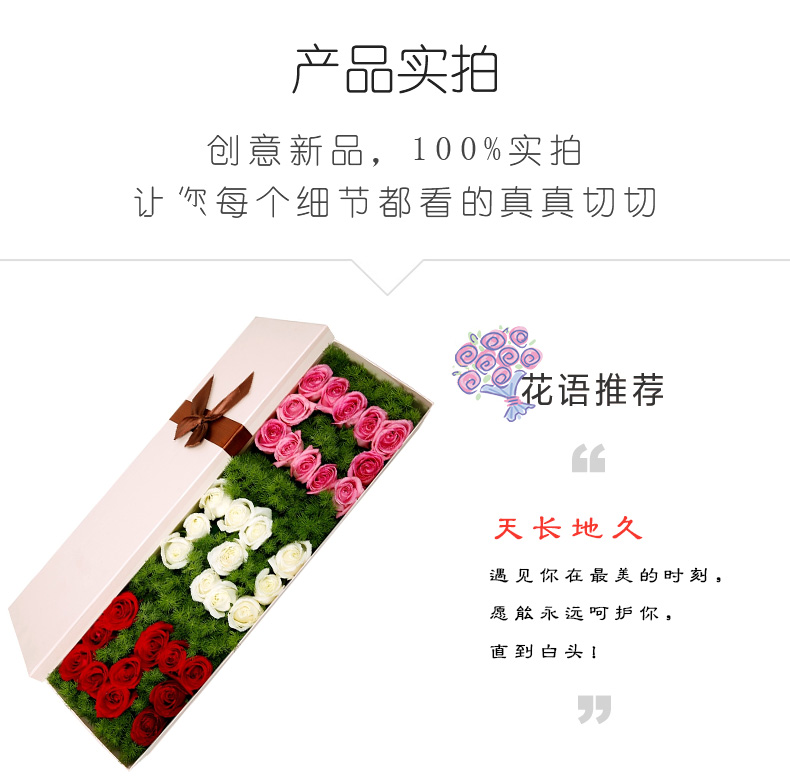 产品实拍
创意新品，100%实拍
让你每个细节都看的真真切切
花语推荐
天长地久
遇见你在最美的时刻，
愿能永远呵护你，
直到白头！